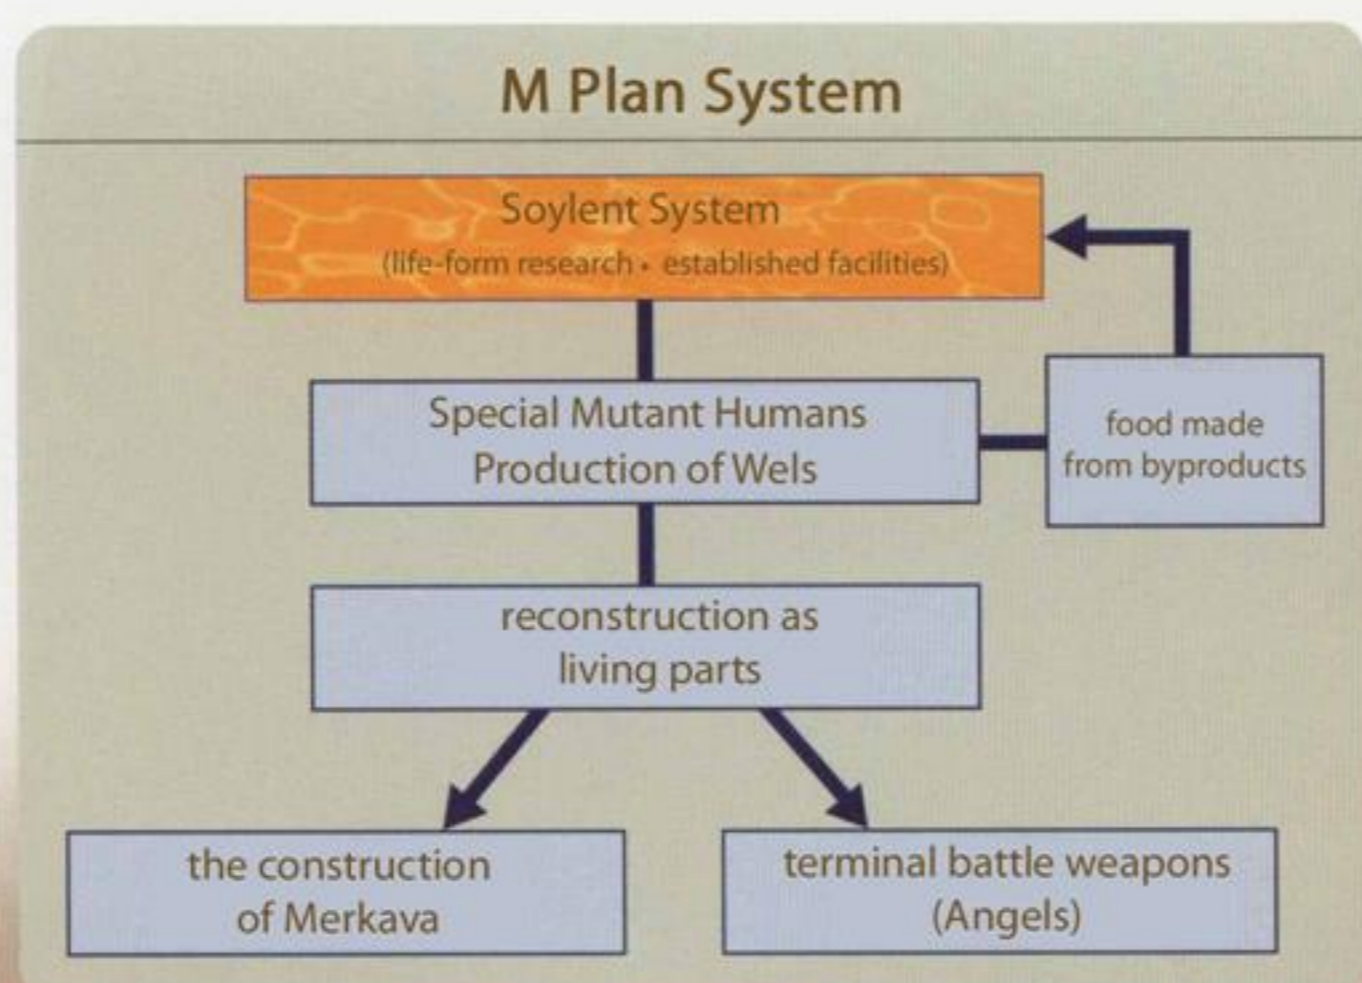 M Plan System
Soylent System
(life-form research • established facilities)
Special Mutant Humans
Production of Wels
food made
from byproducts
reconstruction as
living parts
the construction
of Merkava
terminal battle weapons
(Angels)